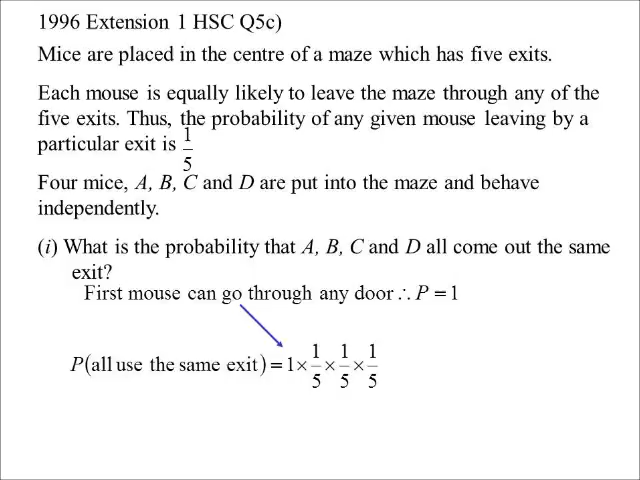 1996 Extension 1 HSC Q5c)
Mice are placed in the centre of a maze which has five exits.
Each mouse is equally likely to leave the maze through any of the
five exits. Thus, the probability of any given mouse leaving by a
particular exit is 1/5
Four mice, A, B, C and D are put into the maze and behave
independently.
(i) What is the probability that A, B, C and D all come out the same
exit?
First mouse can go through any door ∴ P = 1
P(all use the same exit) = 1 × 1/5 × 1/5 × 1/5